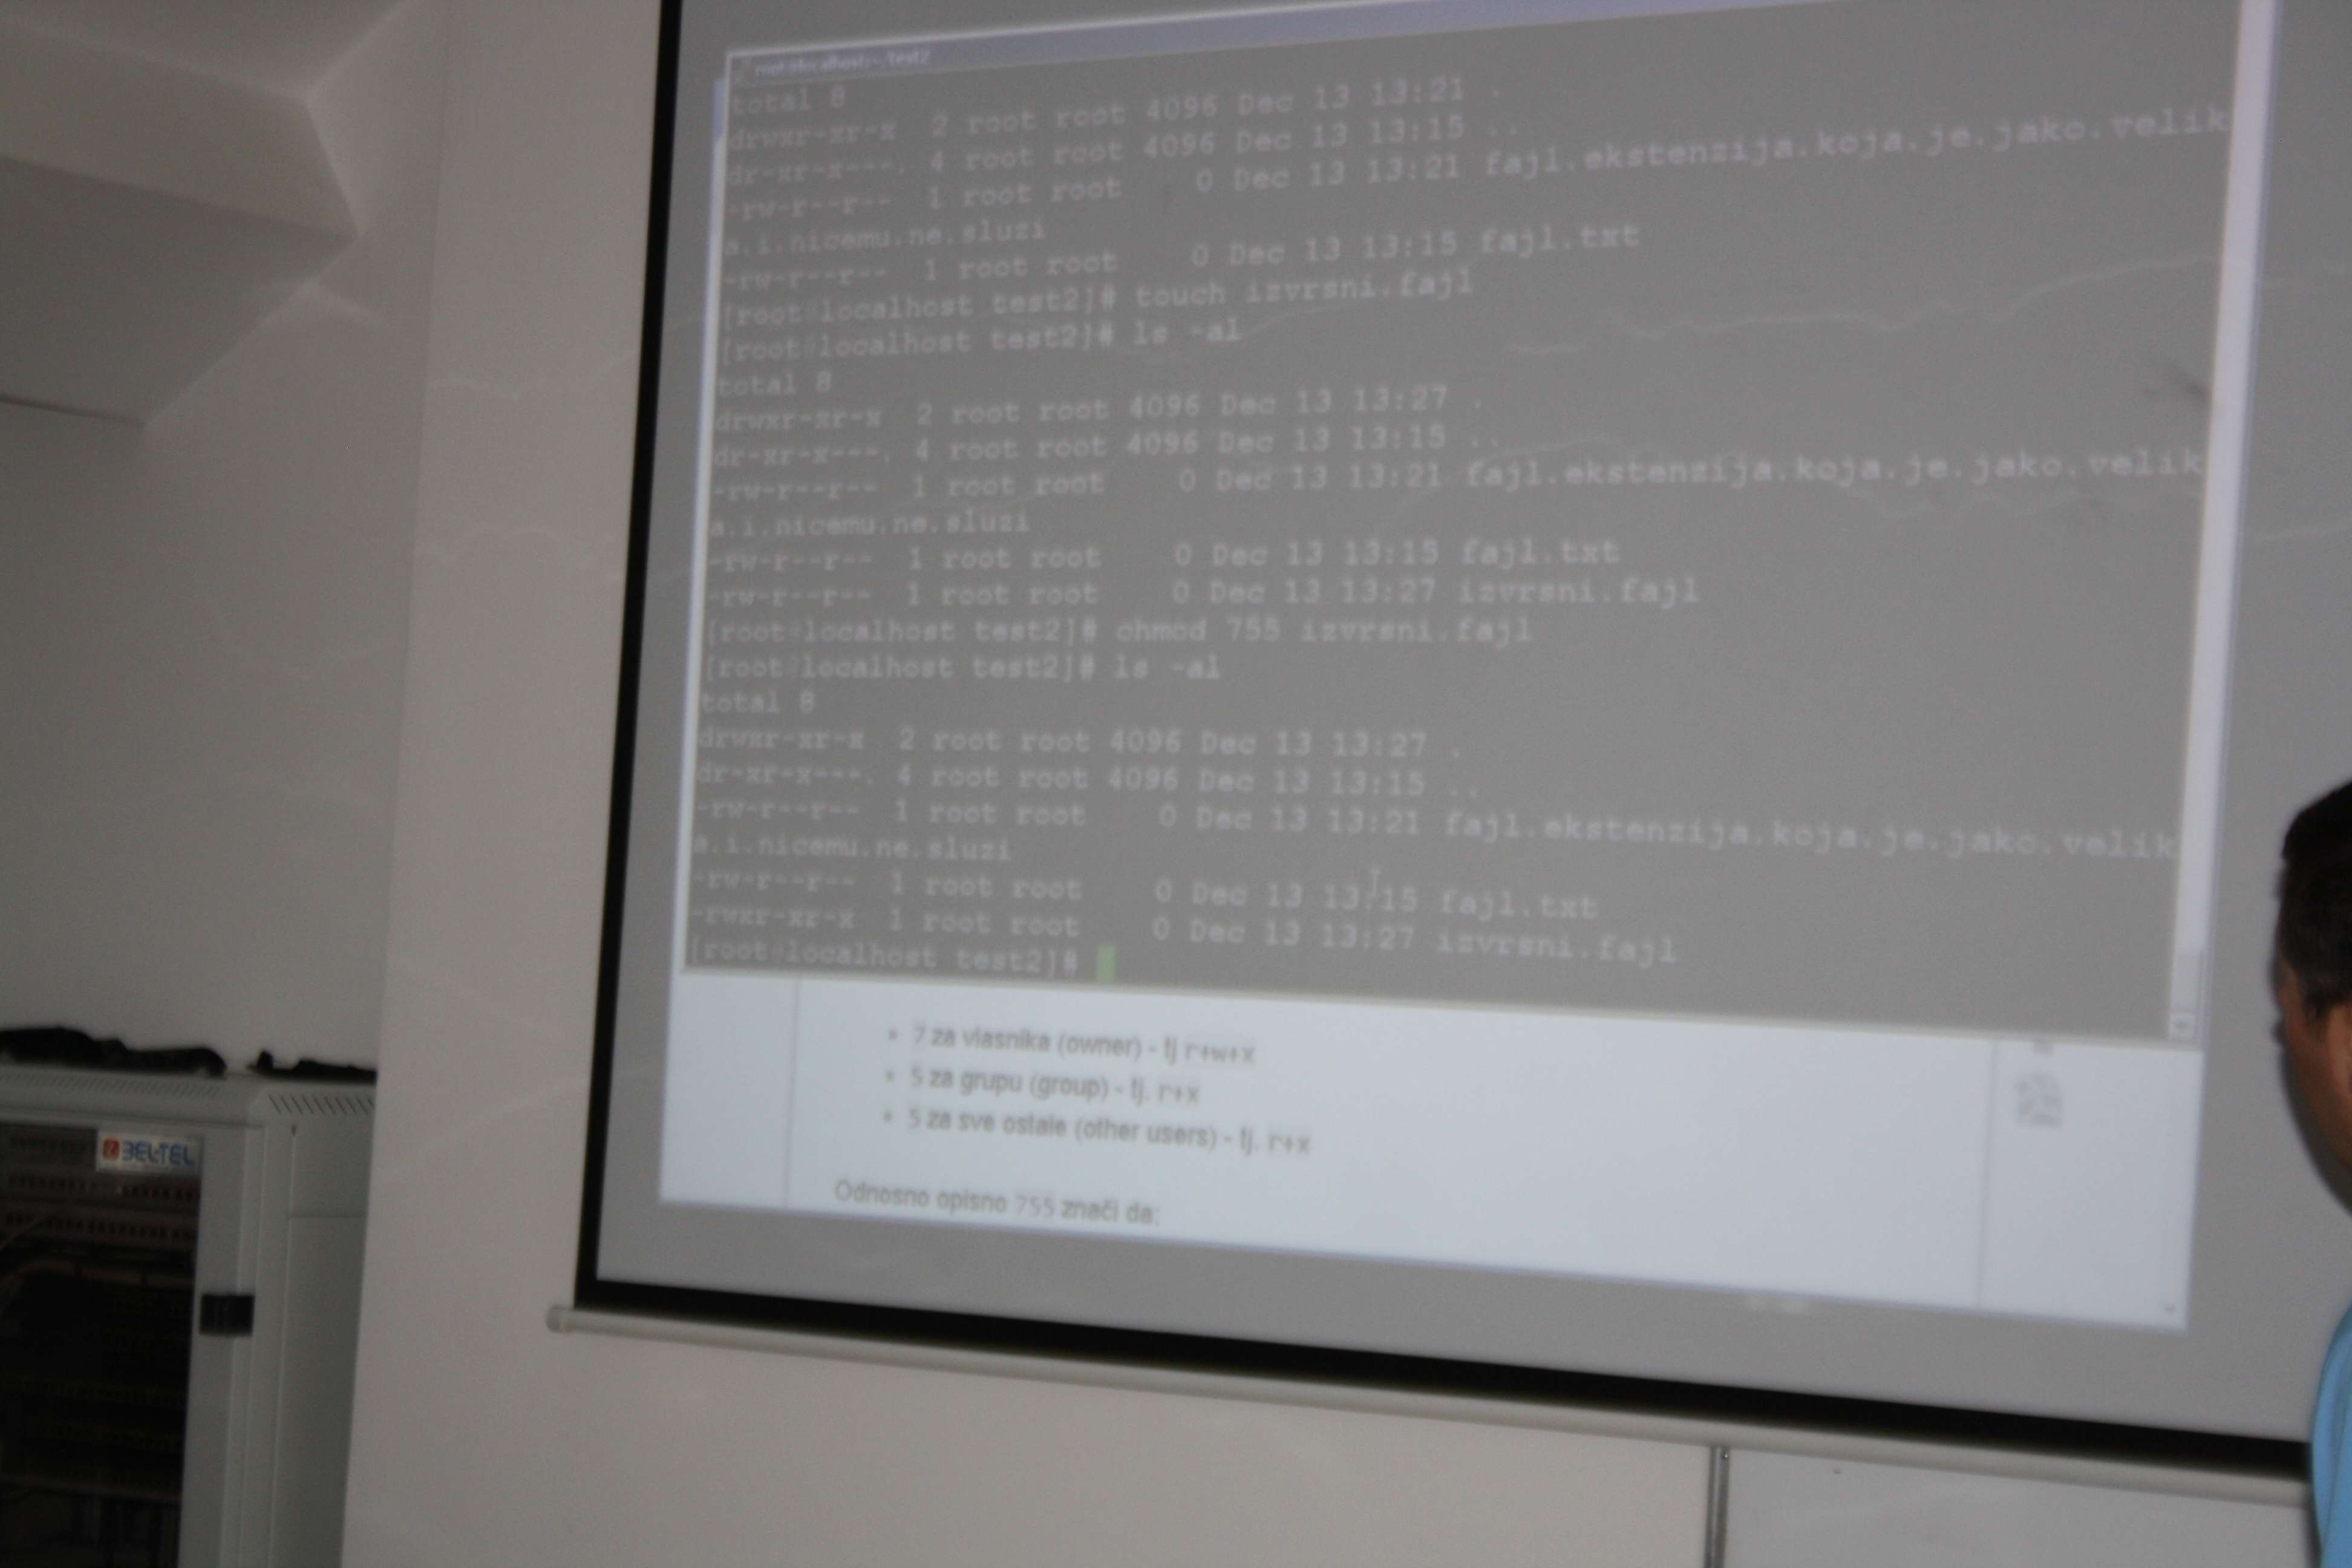 root@localhost:~/test2
total 8
drwxr-xr-x 2 root root 4096 Dec 13 13:21 .
dr-xr-x---. 4 root root 4096 Dec 13 13:15 ..
-rw-r--r-- 1 root root 0 Dec 13 13:21 fajl.ekstenzija.koja.je.jako.velik
a.i.nicemu.ne.sluzi
-rw-r--r-- 1 root root 0 Dec 13 13:15 fajl.txt
[root@localhost test2]# touch izvrsni.fajl
[root@localhost test2]# ls -al
total 8
drwxr-xr-x 2 root root 4096 Dec 13 13:27 .
dr-xr-x---. 4 root root 4096 Dec 13 13:15 ..
-rw-r--r-- 1 root root 0 Dec 13 13:21 fajl.ekstenzija.koja.je.jako.velik
a.i.nicemu.ne.sluzi
-rw-r--r-- 1 root root 0 Dec 13 13:15 fajl.txt
-rw-r--r-- 1 root root 0 Dec 13 13:27 izvrsni.fajl
[root@localhost test2]# chmod 755 izvrsni.fajl
[root@localhost test2]# ls -al
total 8
drwxr-xr-x 2 root root 4096 Dec 13 13:27 .
dr-xr-x---. 4 root root 4096 Dec 13 13:15 ..
-rw-r--r-- 1 root root 0 Dec 13 13:21 fajl.ekstenzija.koja.je.jako.velik
a.i.nicemu.ne.sluzi
-rw-r--r-- 1 root root 0 Dec 13 13:15 fajl.txt
-rwxr-xr-x 1 root root 0 Dec 13 13:27 izvrsni.fajl
[root@localhost test2]#
• 7 za vlasnika (owner) - tj r+w+x
• 5 za grupu (group) - tj. r+x
• 5 za sve ostale (other users) - tj. r+x
Odnosno opisno 755 znači da:
BEL-TEL